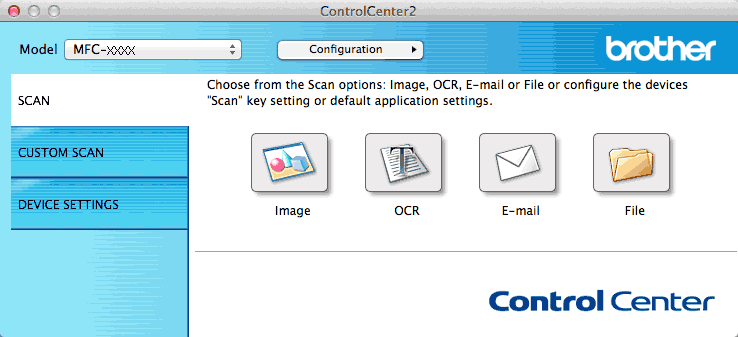 ControlCenter2
Model MFC-XXXX Configuration brother
SCAN
CUSTOM SCAN
DEVICE SETTINGS
Choose from the Scan options: Image, OCR, E-mail or File or configure the devices
"Scan" key setting or default application settings.
Image OCR E-mail File
Control Center